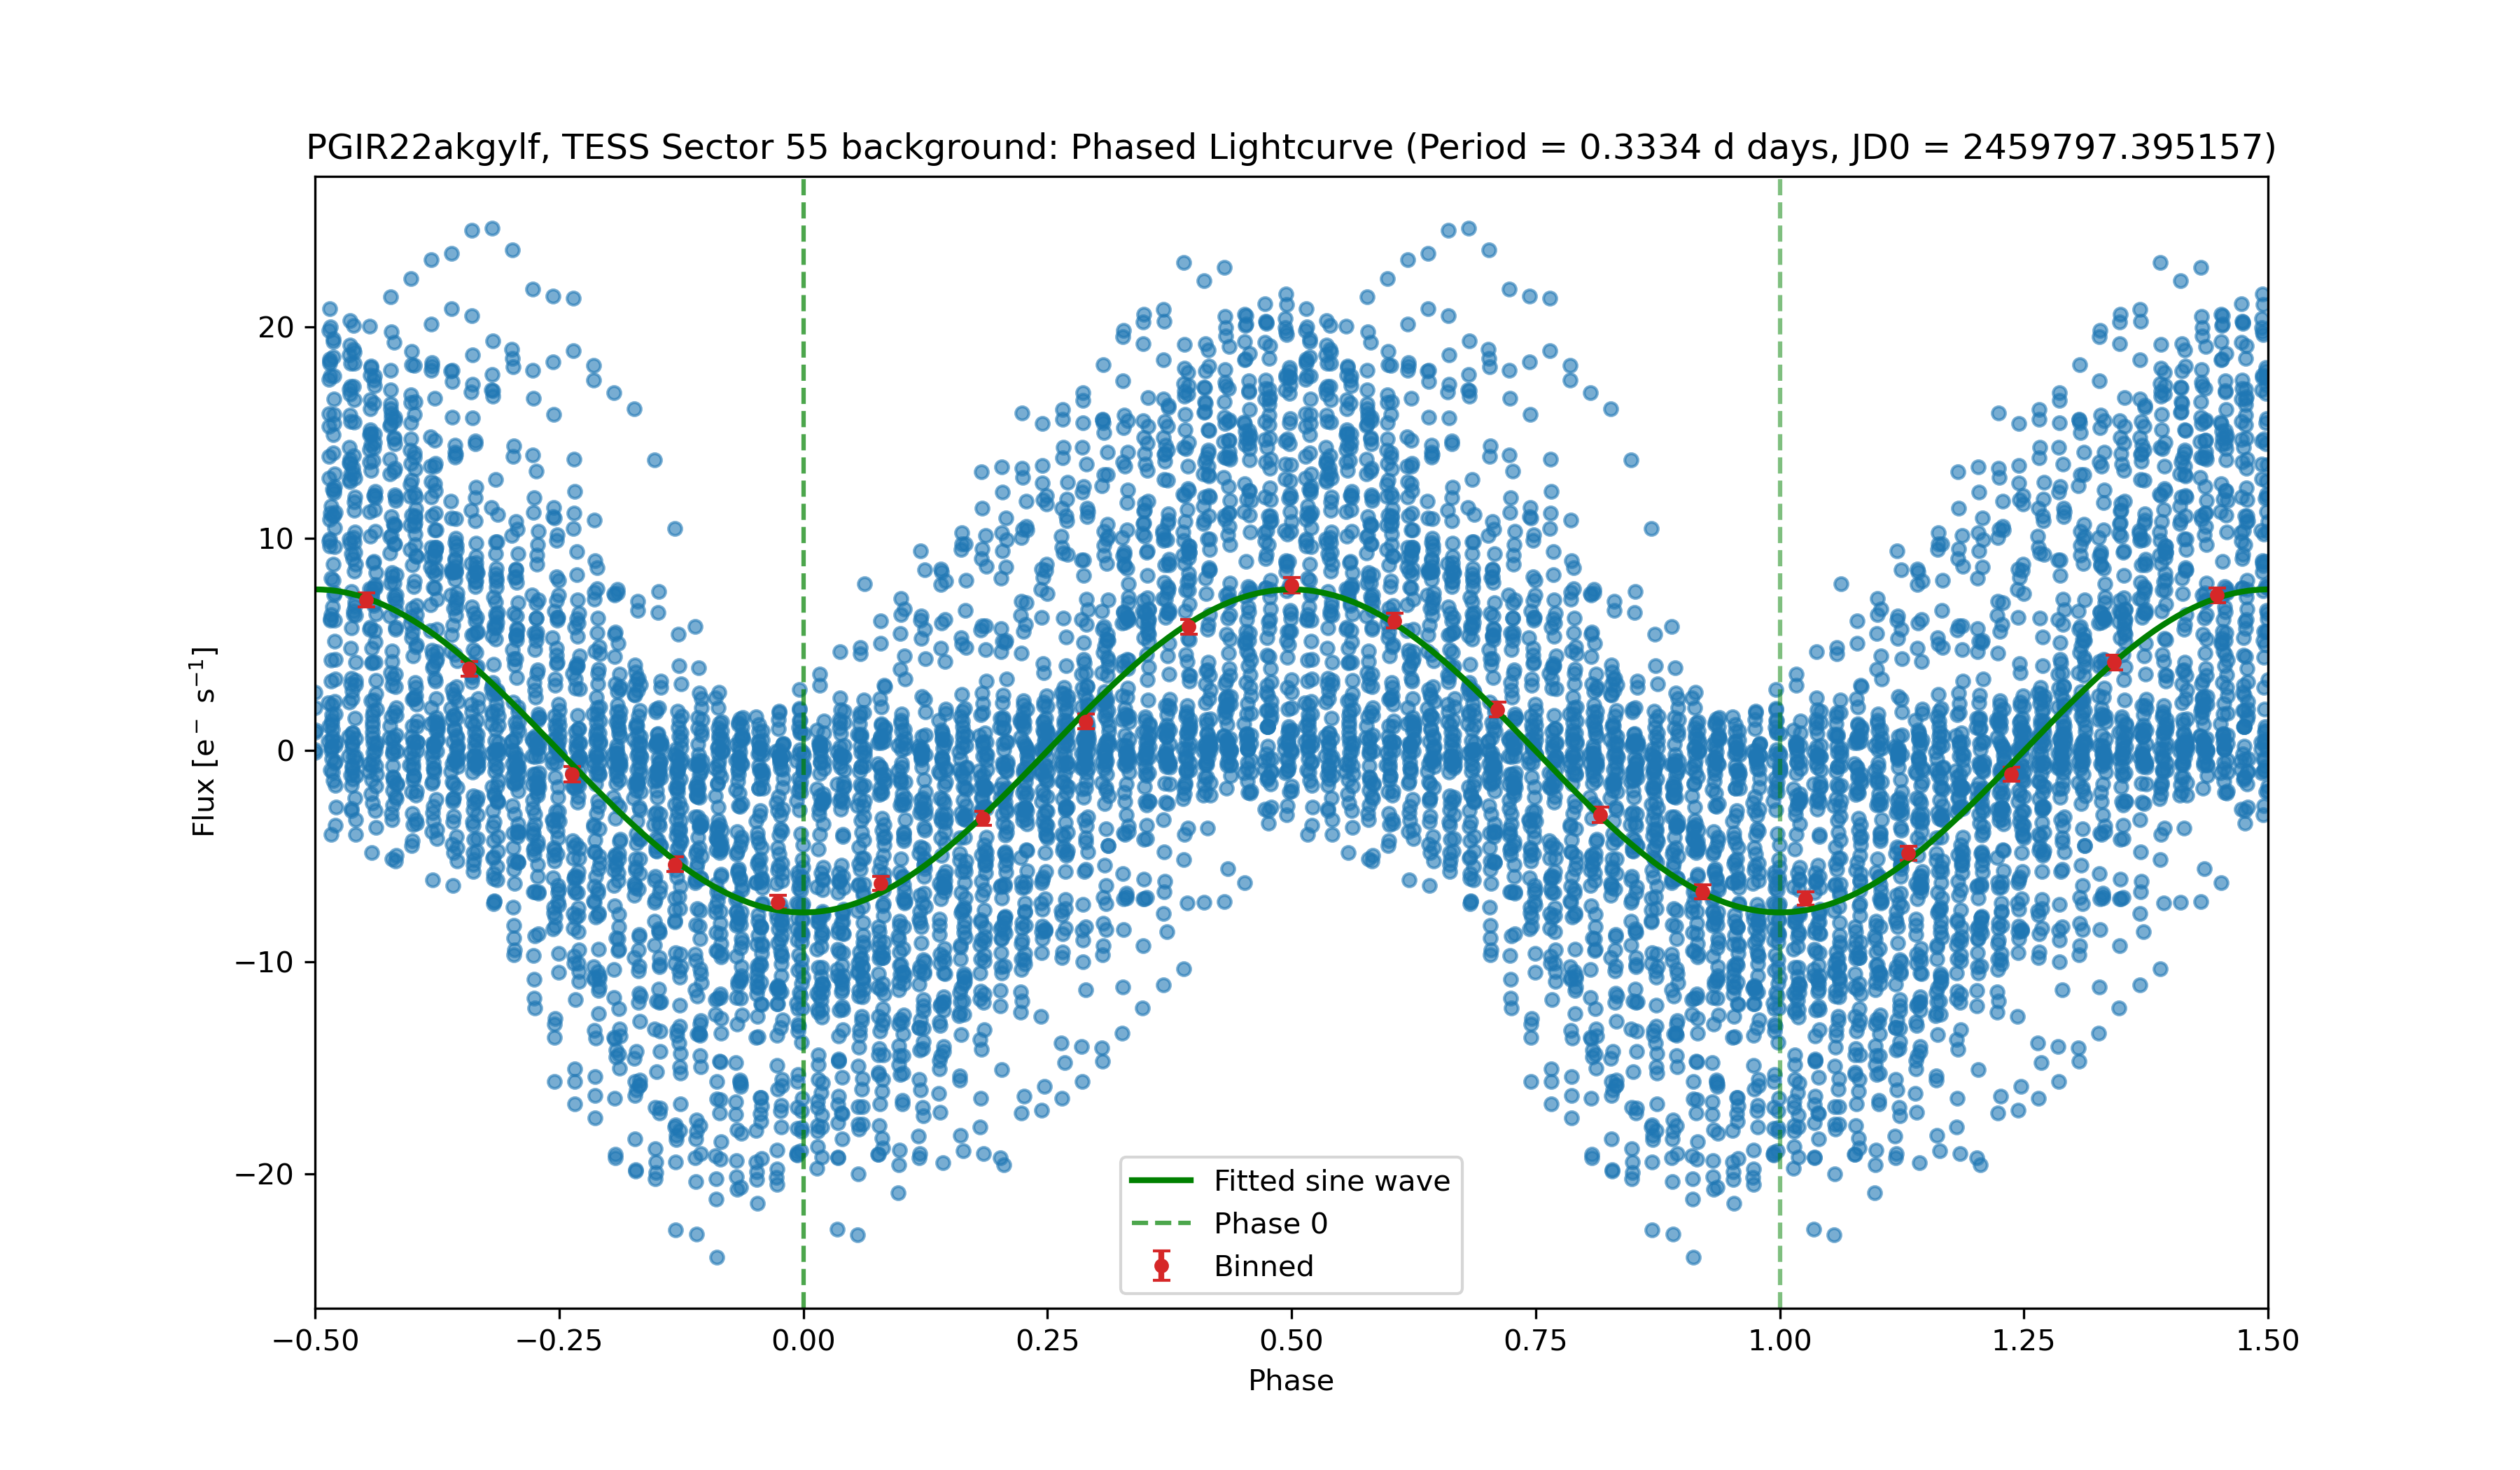 PGIR22akgylf, TESS Sector 55 background: Phased Lightcurve (Period = 0.3334 d days, JD0 = 2459797.395157)
20
10
0
−10
−20
Flux [e⁻ s⁻¹]
−0.50 −0.25 0.00 0.25 0.50 0.75 1.00 1.25 1.50
Phase
Fitted sine wave
Phase 0
Binned